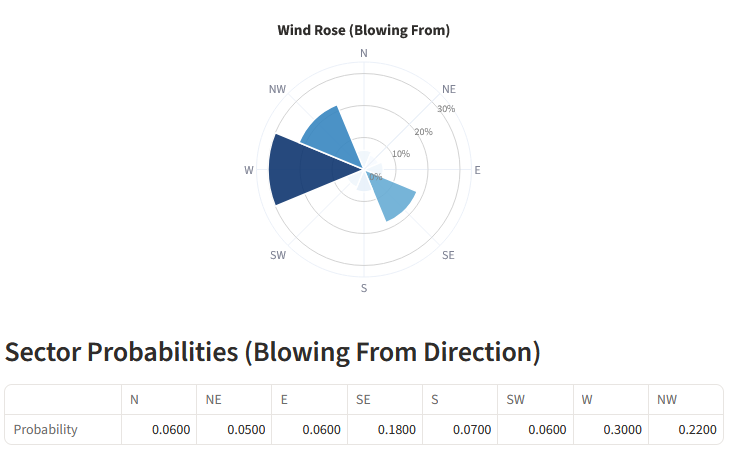 Wind Rose (Blowing From)
N
NW NE
30%
20%
10%
W 0% E
SW SE
S
Sector Probabilities (Blowing From Direction)
N NE E SE S SW W NW
Probability 0.0600 0.0500 0.0600 0.1800 0.0700 0.0600 0.3000 0.2200